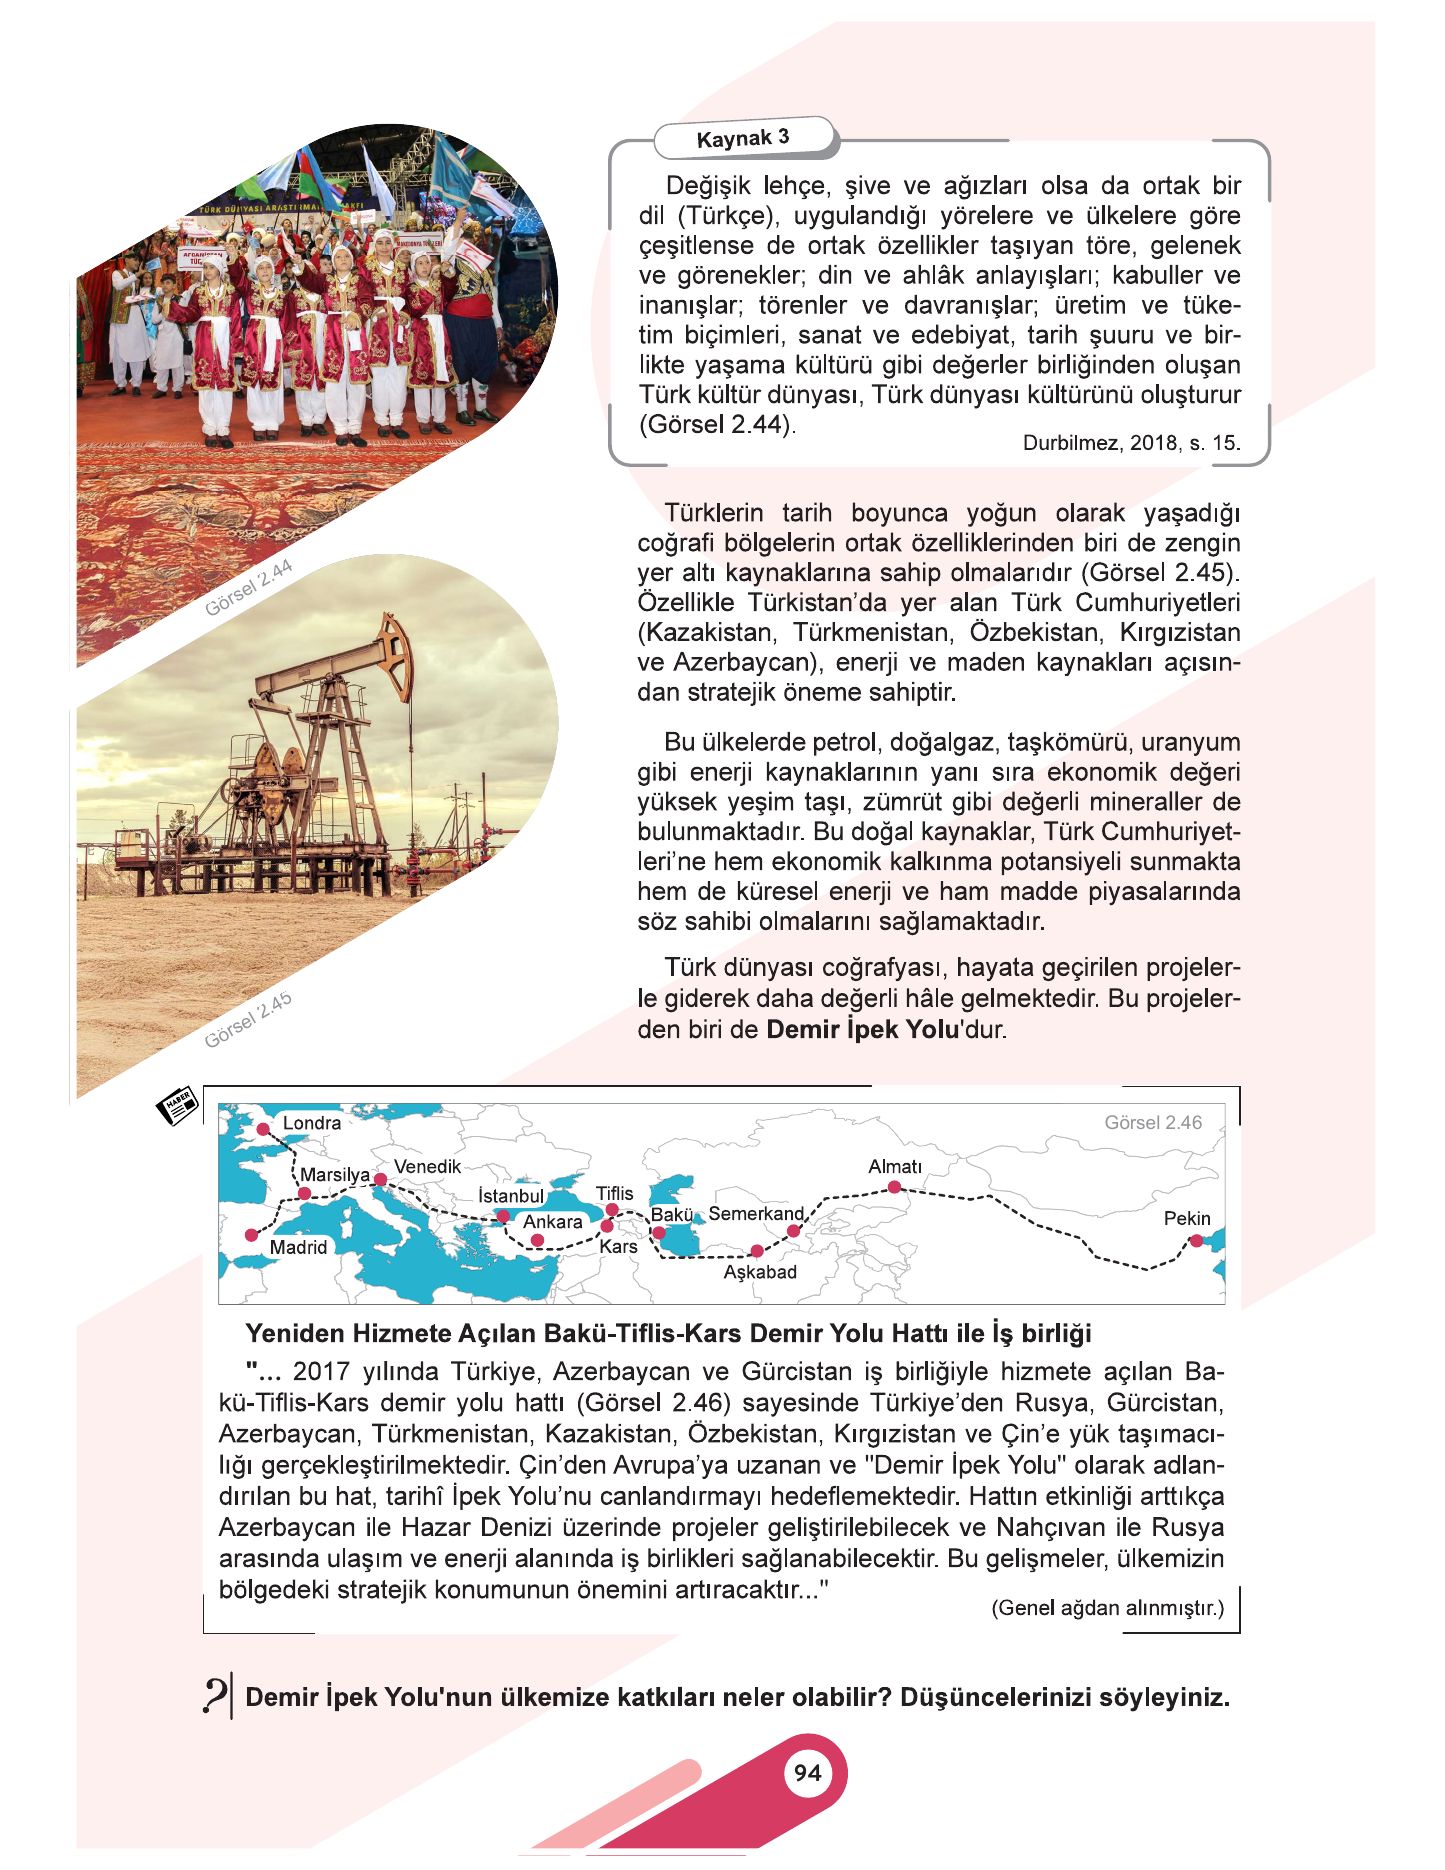 Kaynak 3
Değişik lehçe, şive ve ağızları olsa da ortak bir
dil (Türkçe), uygulandığı yörelere ve ülkelere göre
çeşitlense de ortak özellikler taşıyan töre, gelenek
ve görenekler; din ve ahlâk anlayışları; kabuller ve
inanışlar; törenler ve davranışlar; üretim ve tüke-
tim biçimleri, sanat ve edebiyat, tarih şuuru ve bir-
likte yaşama kültürü gibi değerler birliğinden oluşan
Türk kültür dünyası, Türk dünyası kültürünü oluşturur
(Görsel 2.44).
Durbilmez, 2018, s. 15.
Görsel 2.44
Türklerin tarih boyunca yoğun olarak yaşadığı
coğrafi bölgelerin ortak özelliklerinden biri de zengin
yer altı kaynaklarına sahip olmalarıdır (Görsel 2.45).
Özellikle Türkistan’da yer alan Türk Cumhuriyetleri
(Kazakistan, Türkmenistan, Özbekistan, Kırgızistan
ve Azerbaycan), enerji ve maden kaynakları açısın-
dan stratejik öneme sahiptir.
Bu ülkelerde petrol, doğalgaz, taşkömürü, uranyum
gibi enerji kaynaklarının yanı sıra ekonomik değeri
yüksek yeşim taşı, zümrüt gibi değerli mineraller de
bulunmaktadır. Bu doğal kaynaklar, Türk Cumhuriyet-
leri’ne hem ekonomik kalkınma potansiyeli sunmakta
hem de küresel enerji ve ham madde piyasalarında
söz sahibi olmalarını sağlamaktadır.
Türk dünyası coğrafyası, hayata geçirilen projeler-
le giderek daha değerli hâle gelmektedir. Bu projeler-
den biri de Demir İpek Yolu'dur.
Görsel 2.45
HABER
Görsel 2.46
Londra
Marsilya
Venedik
Madrid
İstanbul
Ankara
Tiflis
Kars
Bakü
Semerkand
Aşkabad
Almatı
Pekin
Yeniden Hizmete Açılan Bakü-Tiflis-Kars Demir Yolu Hattı ile İş birliği
"... 2017 yılında Türkiye, Azerbaycan ve Gürcistan iş birliğiyle hizmete açılan Ba-
kü-Tiflis-Kars demir yolu hattı (Görsel 2.46) sayesinde Türkiye’den Rusya, Gürcistan,
Azerbaycan, Türkmenistan, Kazakistan, Özbekistan, Kırgızistan ve Çin’e yük taşımacı-
lığı gerçekleştirilmektedir. Çin’den Avrupa’ya uzanan ve "Demir İpek Yolu" olarak adlan-
dırılan bu hat, tarihî İpek Yolu’nu canlandırmayı hedeflemektedir. Hattın etkinliği arttıkça
Azerbaycan ile Hazar Denizi üzerinde projeler geliştirilebilecek ve Nahçıvan ile Rusya
arasında ulaşım ve enerji alanında iş birlikleri sağlanabilecektir. Bu gelişmeler, ülkemizin
bölgedeki stratejik konumunun önemini artıracaktır..."
(Genel ağdan alınmıştır.)
? Demir İpek Yolu'nun ülkemize katkıları neler olabilir? Düşüncelerinizi söyleyiniz.
94